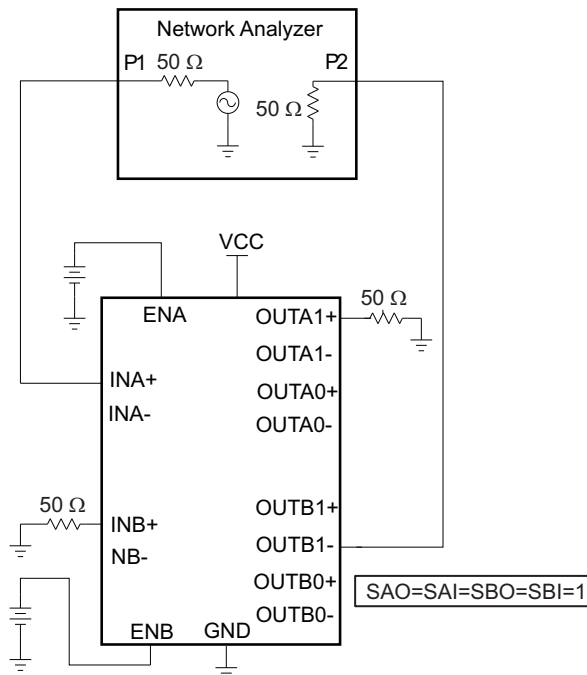 Network Analyzer
P1
50 Ω
P2
50 Ω
VCC
ENA
OUTA1+
50 Ω
OUTA1-
INA+
OUTA0+
INA-
OUTA0-
50 Ω
INB+
OUTB1+
NB-
OUTB1-
OUTB0+
SAO=SAI=SBO=SBI=1
OUTB0-
ENB
GND